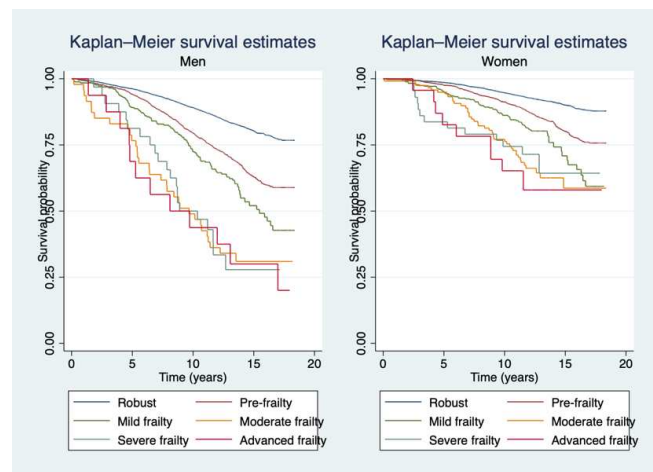 Kaplan–Meier survival estimates
Men
Survival probability
1.00
0.75
0.50
0.25
0.00
0 5 10 15 20
Time (years)
Robust Pre-frailty
Mild frailty Moderate frailty
Severe frailty Advanced frailty
Kaplan–Meier survival estimates
Women
Survival probability
1.00
0.75
0.50
0.25
0.00
0 5 10 15 20
Time (years)
Robust Pre-frailty
Mild frailty Moderate frailty
Severe frailty Advanced frailty